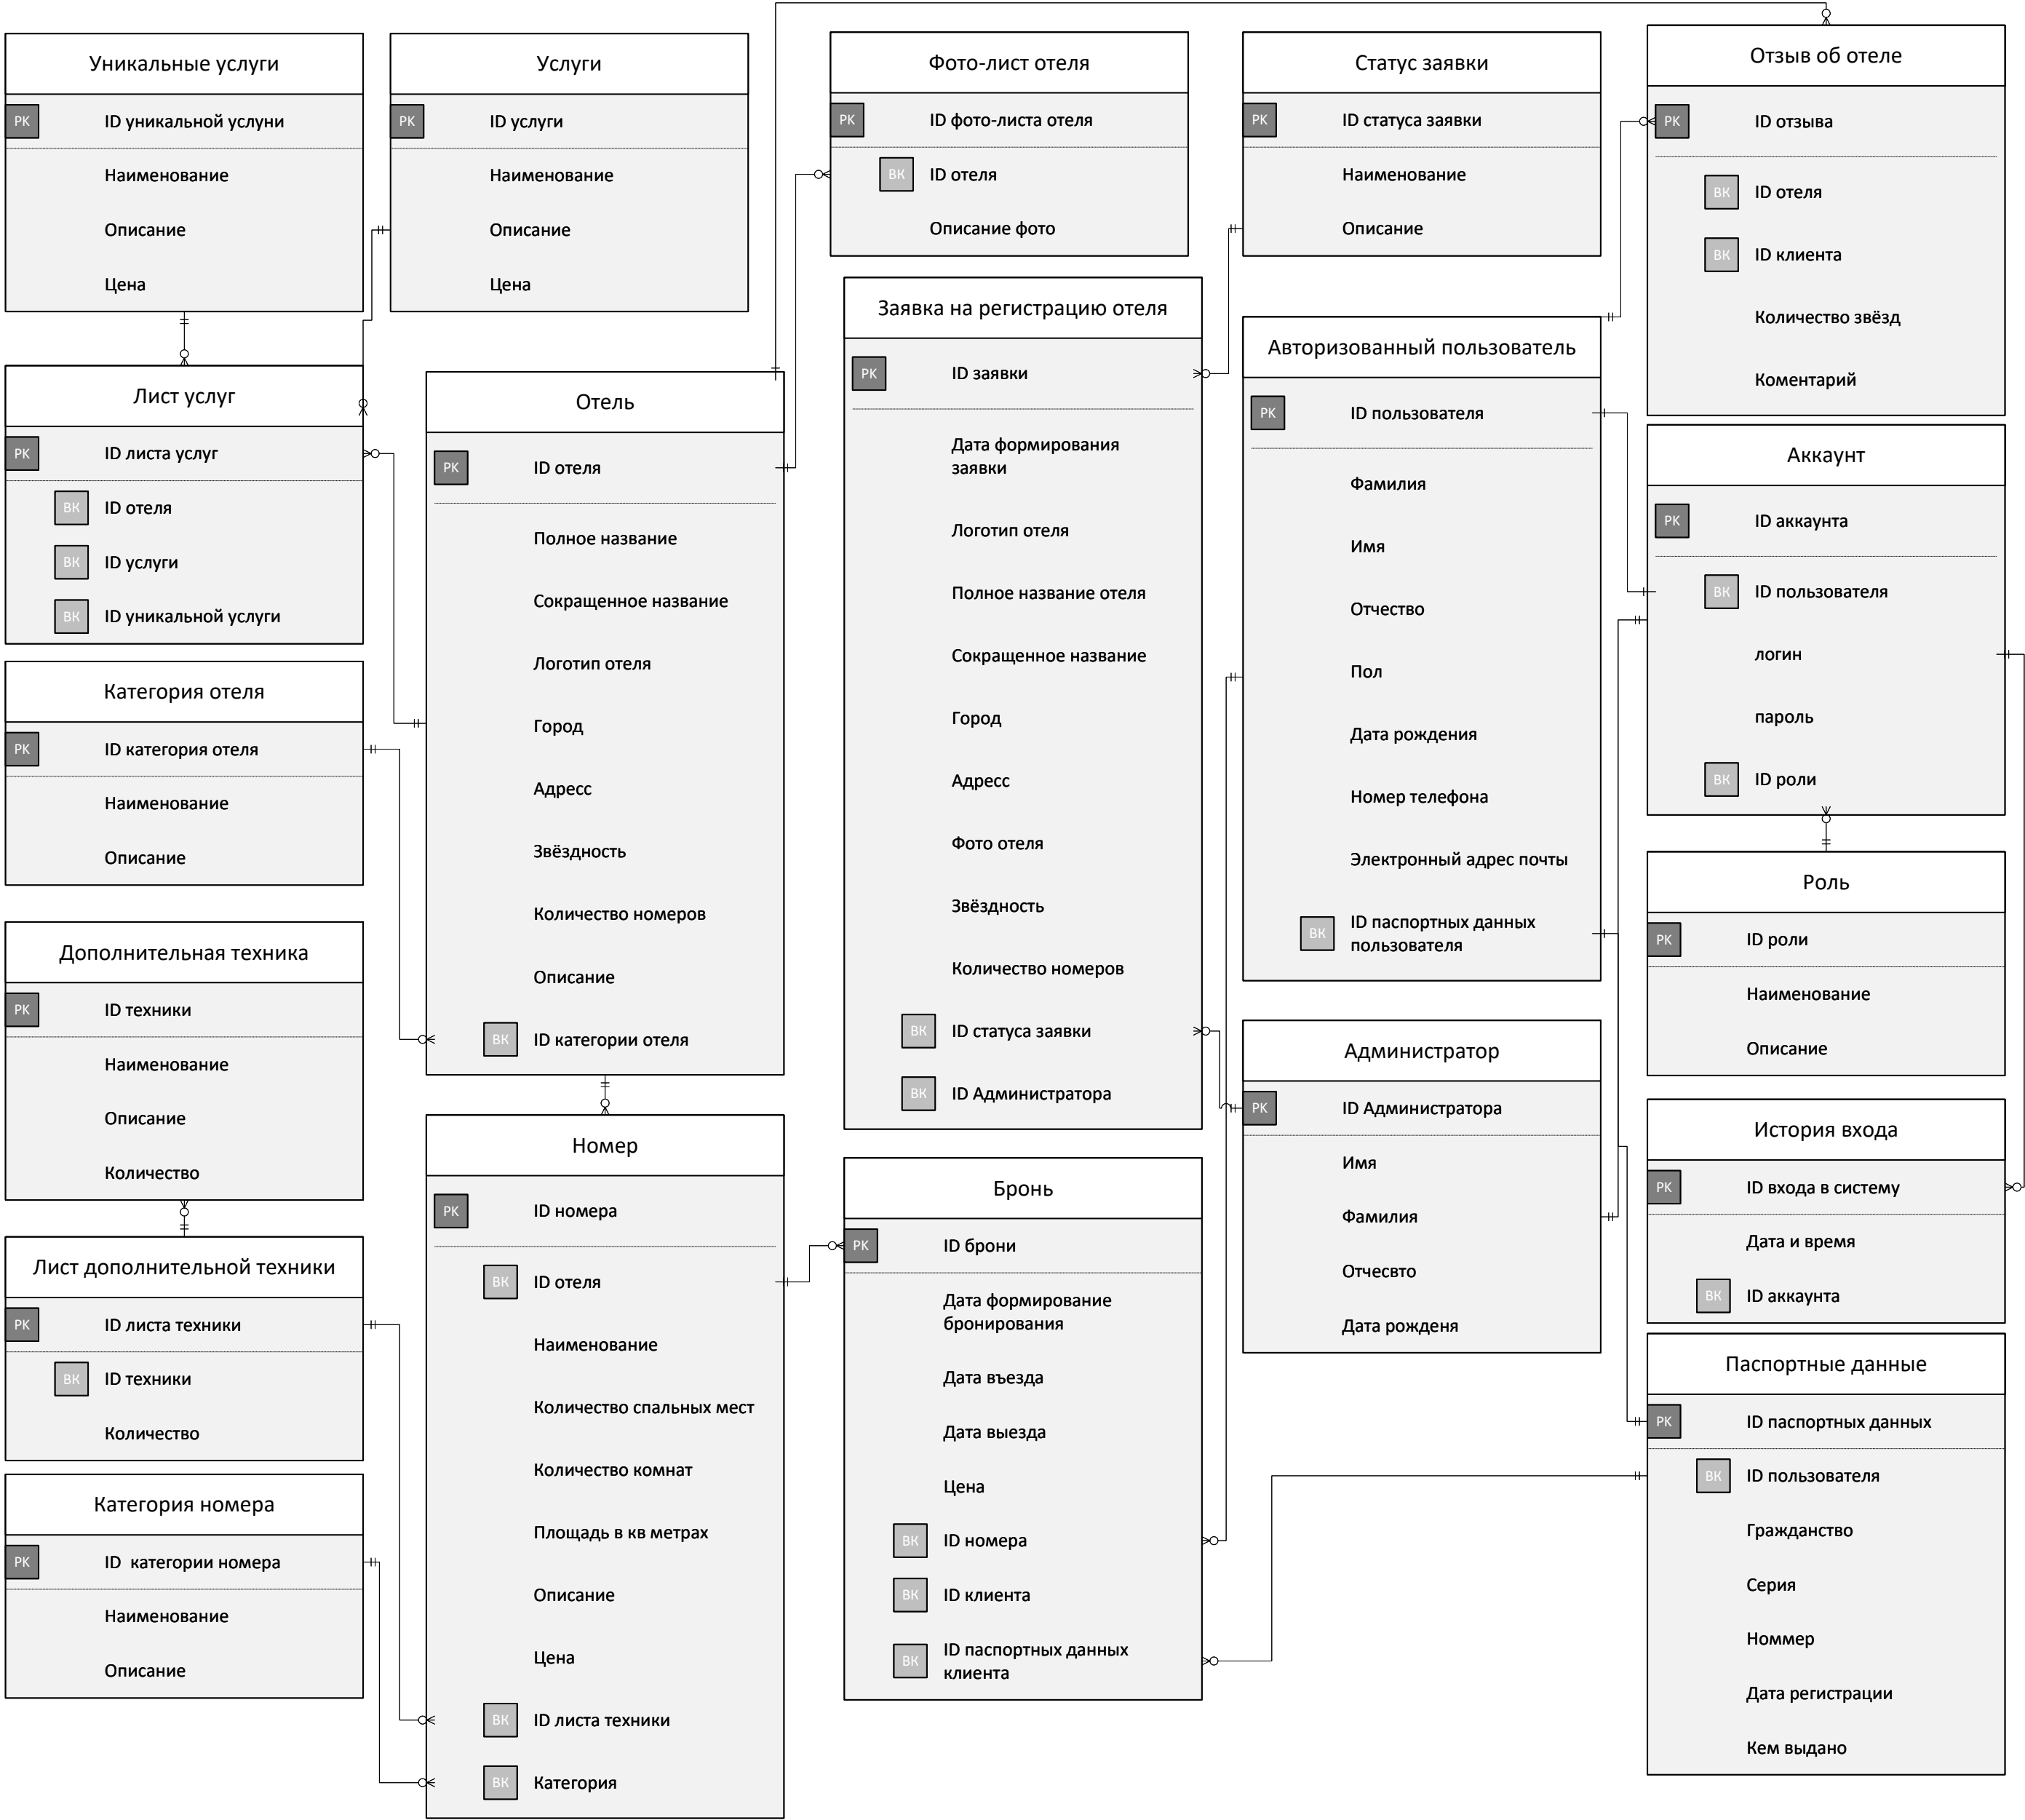 Уникальные услуги
PK
ID уникальной услуни
Наименование
Описание
Цена
Услуги
PK
ID услуги
Наименование
Описание
Цена
Фото-лист отеля
PK
ID фото-листа отеля
ВК
ID отеля
Описание фото
Статус заявки
PK
ID статуса заявки
Наименование
Описание
Отзыв об отеле
PK
ID отзыва
ВК
ID отеля
ВК
ID клиента
Количество звёзд
Коментарий
Лист услуг
PK
ID листа услуг
ВК
ID отеля
ВК
ID услуги
ВК
ID уникальной услуги
Отель
PK
ID отеля
Полное название
Сокращенное название
Логотип отеля
Город
Адресс
Звёздность
Количество номеров
Описание
ВК
ID категории отеля
Заявка на регистрацию отеля
PK
ID заявки
Дата формирования
заявки
Логотип отеля
Полное название отеля
Сокращенное название
Город
Адресс
Фото отеля
Звёздность
Количество номеров
ВК
ID статуса заявки
ВК
ID Администратора
Авторизованный пользователь
PK
ID пользователя
Фамилия
Имя
Отчество
Пол
Дата рождения
Номер телефона
Электронный адрес почты
ВК
ID паспортных данных
пользователя
Аккаунт
PK
ID аккаунта
ВК
ID пользователя
логин
пароль
ВК
ID роли
Категория отеля
PK
ID категория отеля
Наименование
Описание
Роль
PK
ID роли
Наименование
Описание
Дополнительная техника
PK
ID техники
Наименование
Описание
Количество
Администратор
PK
ID Администратора
Имя
Фамилия
Отчесвто
Дата рожденя
История входа
PK
ID входа в систему
Дата и время
ВК
ID аккаунта
Номер
PK
ID номера
ВК
ID отеля
Наименование
Количество спальных мест
Количество комнат
Площадь в кв метрах
Описание
Цена
ВК
ID листа техники
ВК
Категория
Бронь
PK
ID брони
Дата формирование
бронирования
Дата въезда
Дата выезда
Цена
ВК
ID номера
ВК
ID клиента
ВК
ID паспортных данных
клиента
Лист дополнительной техники
PK
ID листа техники
ВК
ID техники
Количество
Паспортные данные
PK
ID паспортных данных
ВК
ID пользователя
Гражданство
Серия
Номмер
Дата регистрации
Кем выдано
Категория номера
PK
ID категории номера
Наименование
Описание